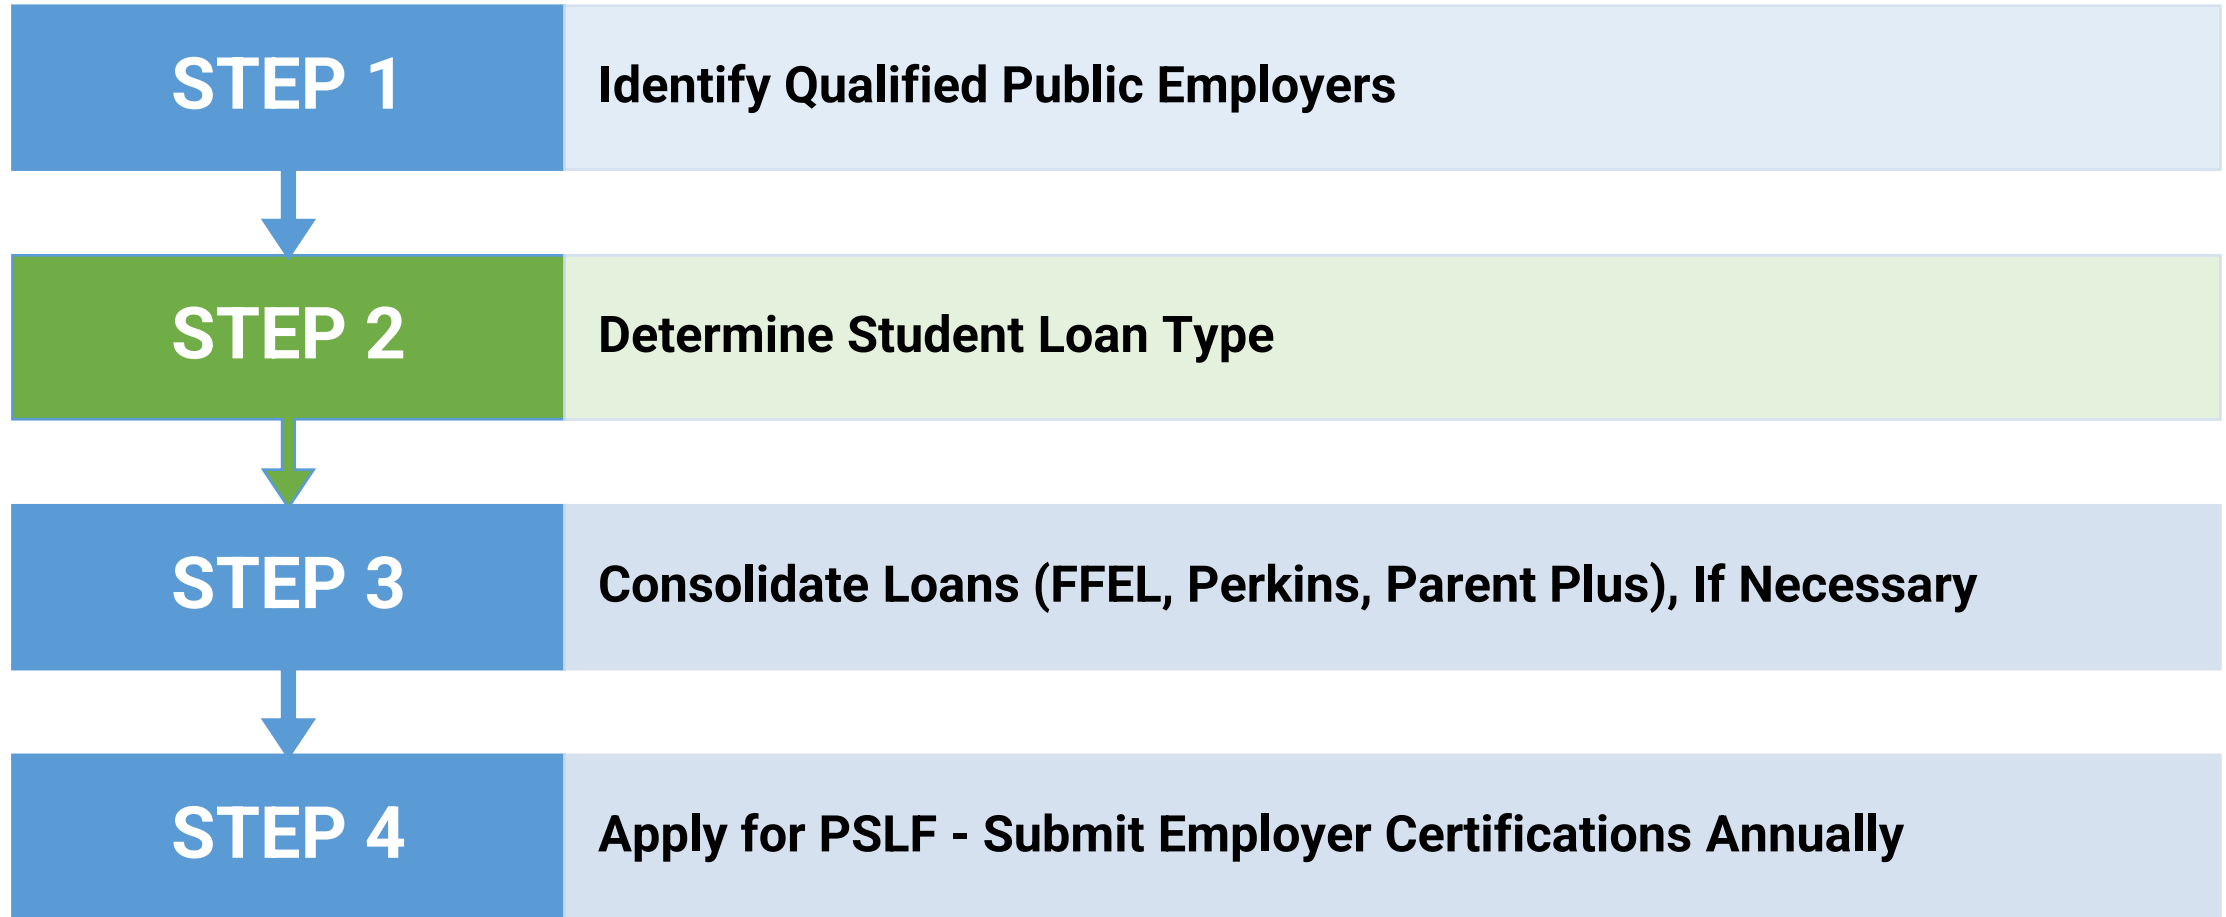 STEP 1
Identify Qualified Public Employers
STEP 2
Determine Student Loan Type
STEP 3
Consolidate Loans (FFEL, Perkins, Parent Plus), If Necessary
STEP 4
Apply for PSLF - Submit Employer Certifications Annually